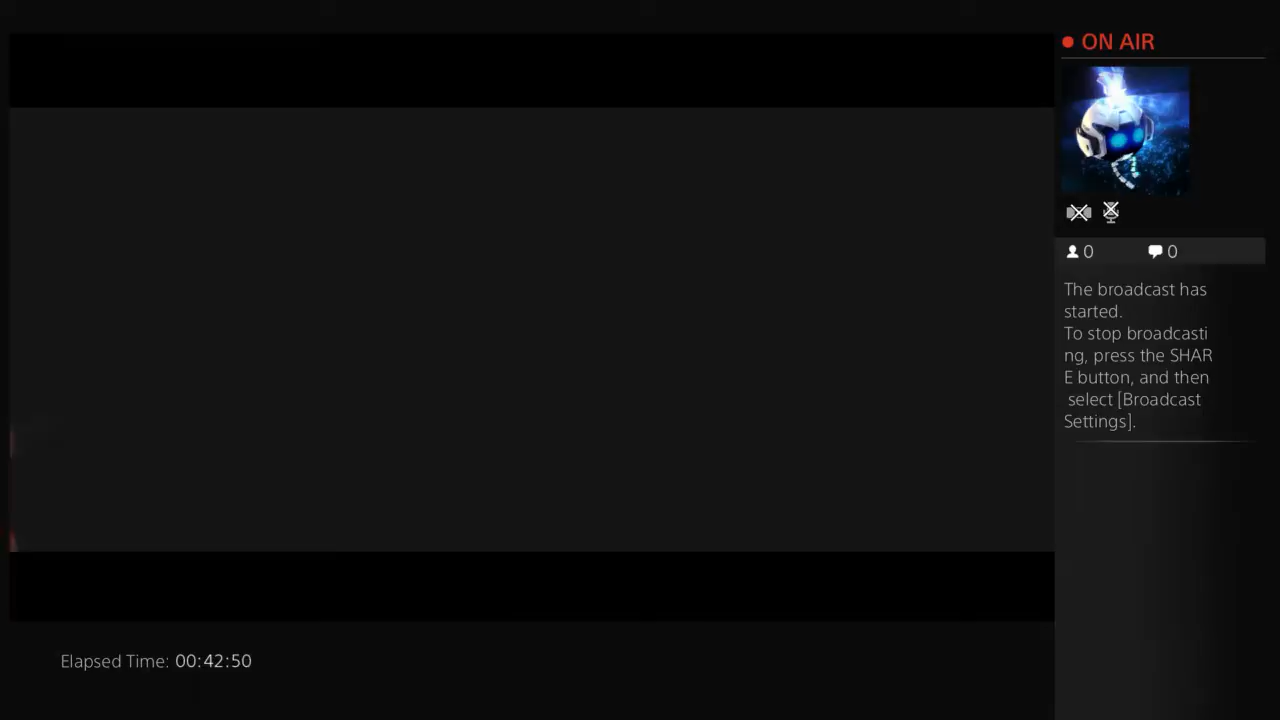 ON AIR
0 0
The broadcast has
started.
To stop broadcasti
ng, press the SHAR
E button, and then
select [Broadcast
Settings].
Elapsed Time: 00:42:50